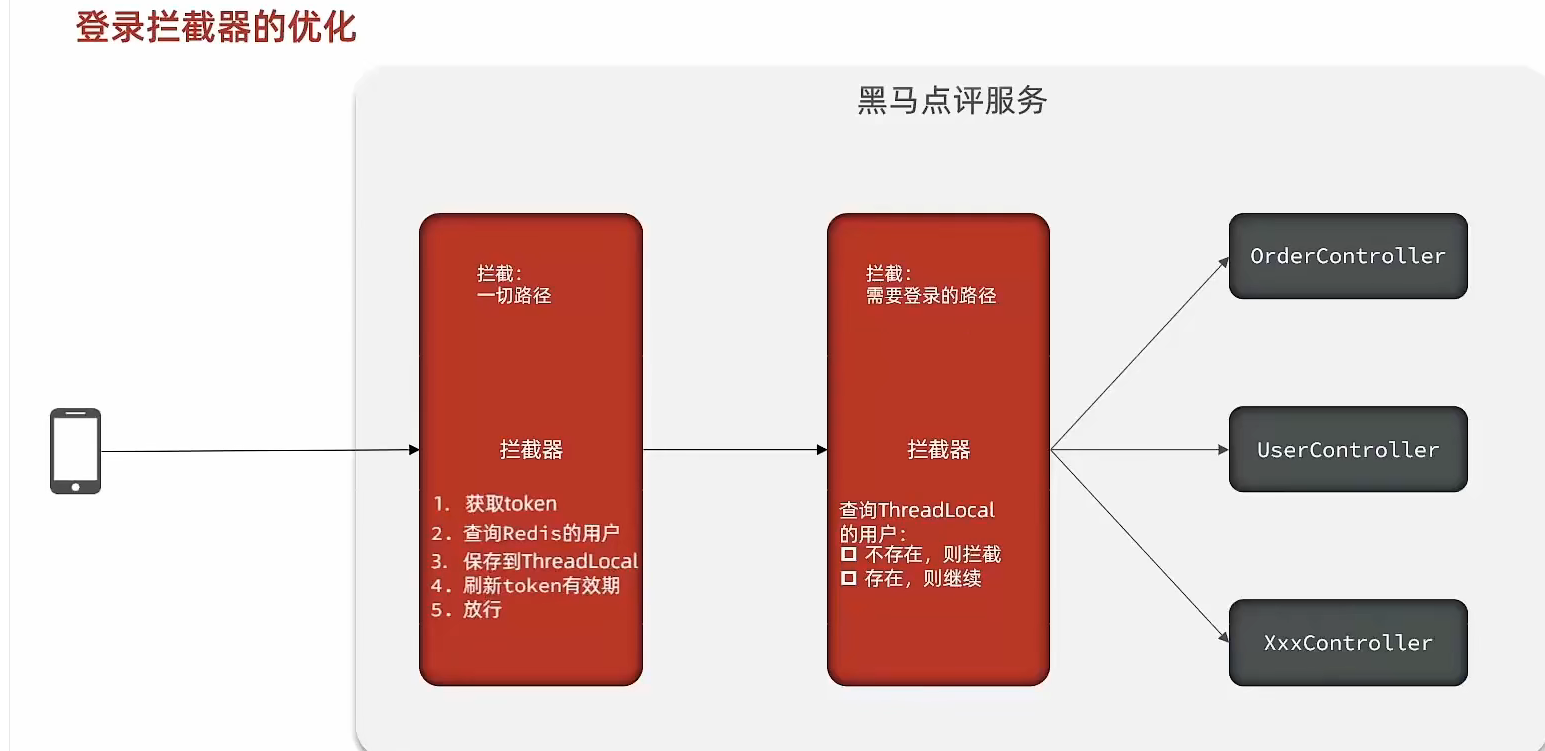 登录拦截器的优化
黑马点评服务
拦截：
一切路径
拦截器
1. 获取token
2. 查询Redis的用户
3. 保存到ThreadLocal
4. 刷新token有效期
5. 放行
拦截：
需要登录的路径
拦截器
查询ThreadLocal
的用户：
不存在，则拦截
存在，则继续
OrderController
UserController
XxxController